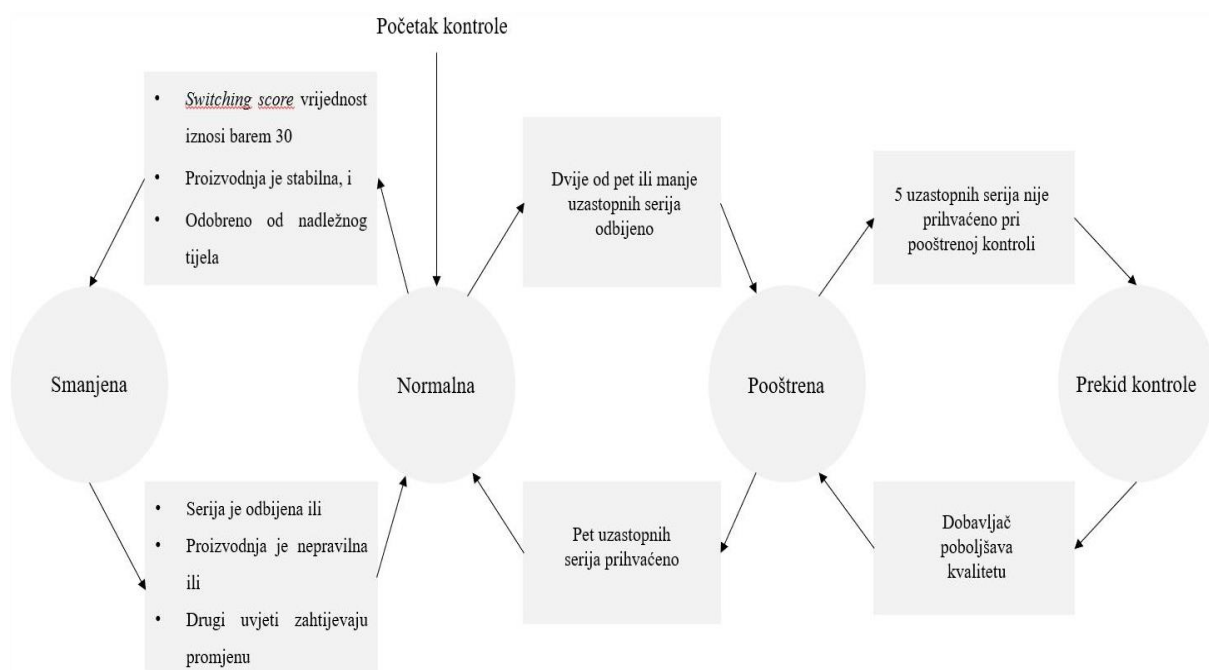 Početak kontrole
• Switching score vrijednost
iznosi barem 30
• Proizvodnja je stabilna, i
• Odobreno od nadležnog
tijela
Dvije od pet ili manje
uzastopnih serija
odbijeno
5 uzastopnih serija nije
prihvaćeno pri
pooštrenoj kontroli
Smanjena
Normalna
Pooštrena
Prekid kontrole
• Serija je odbijena ili
• Proizvodnja je nepravilna
ili
• Drugi uvjeti zahtijevaju
promjenu
Pet uzastopnih
serija prihvaćeno
Dobavljač
poboljšava
kvalitetu